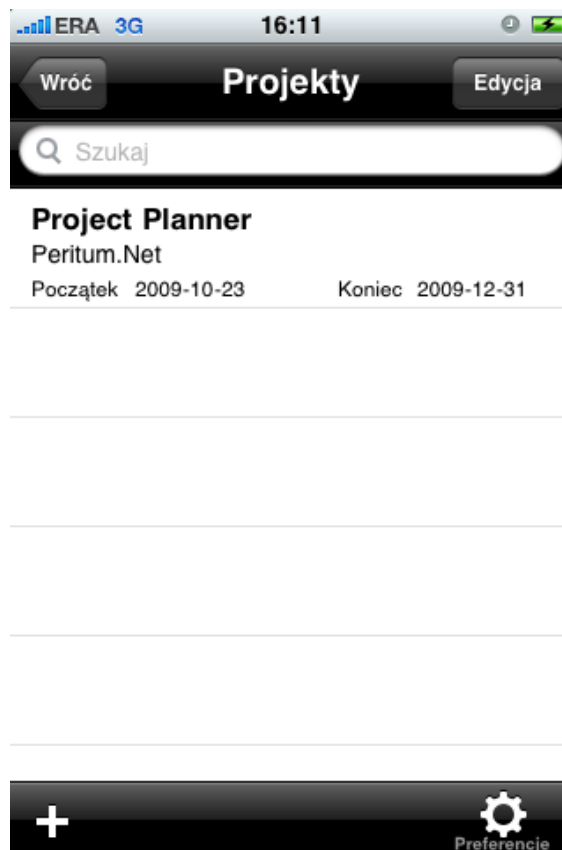 ERA 3G 16:11
Wróć Projekty Edycja
Szukaj
Project Planner
Peritum.Net
Początek 2009-10-23 Koniec 2009-12-31
Preferencje